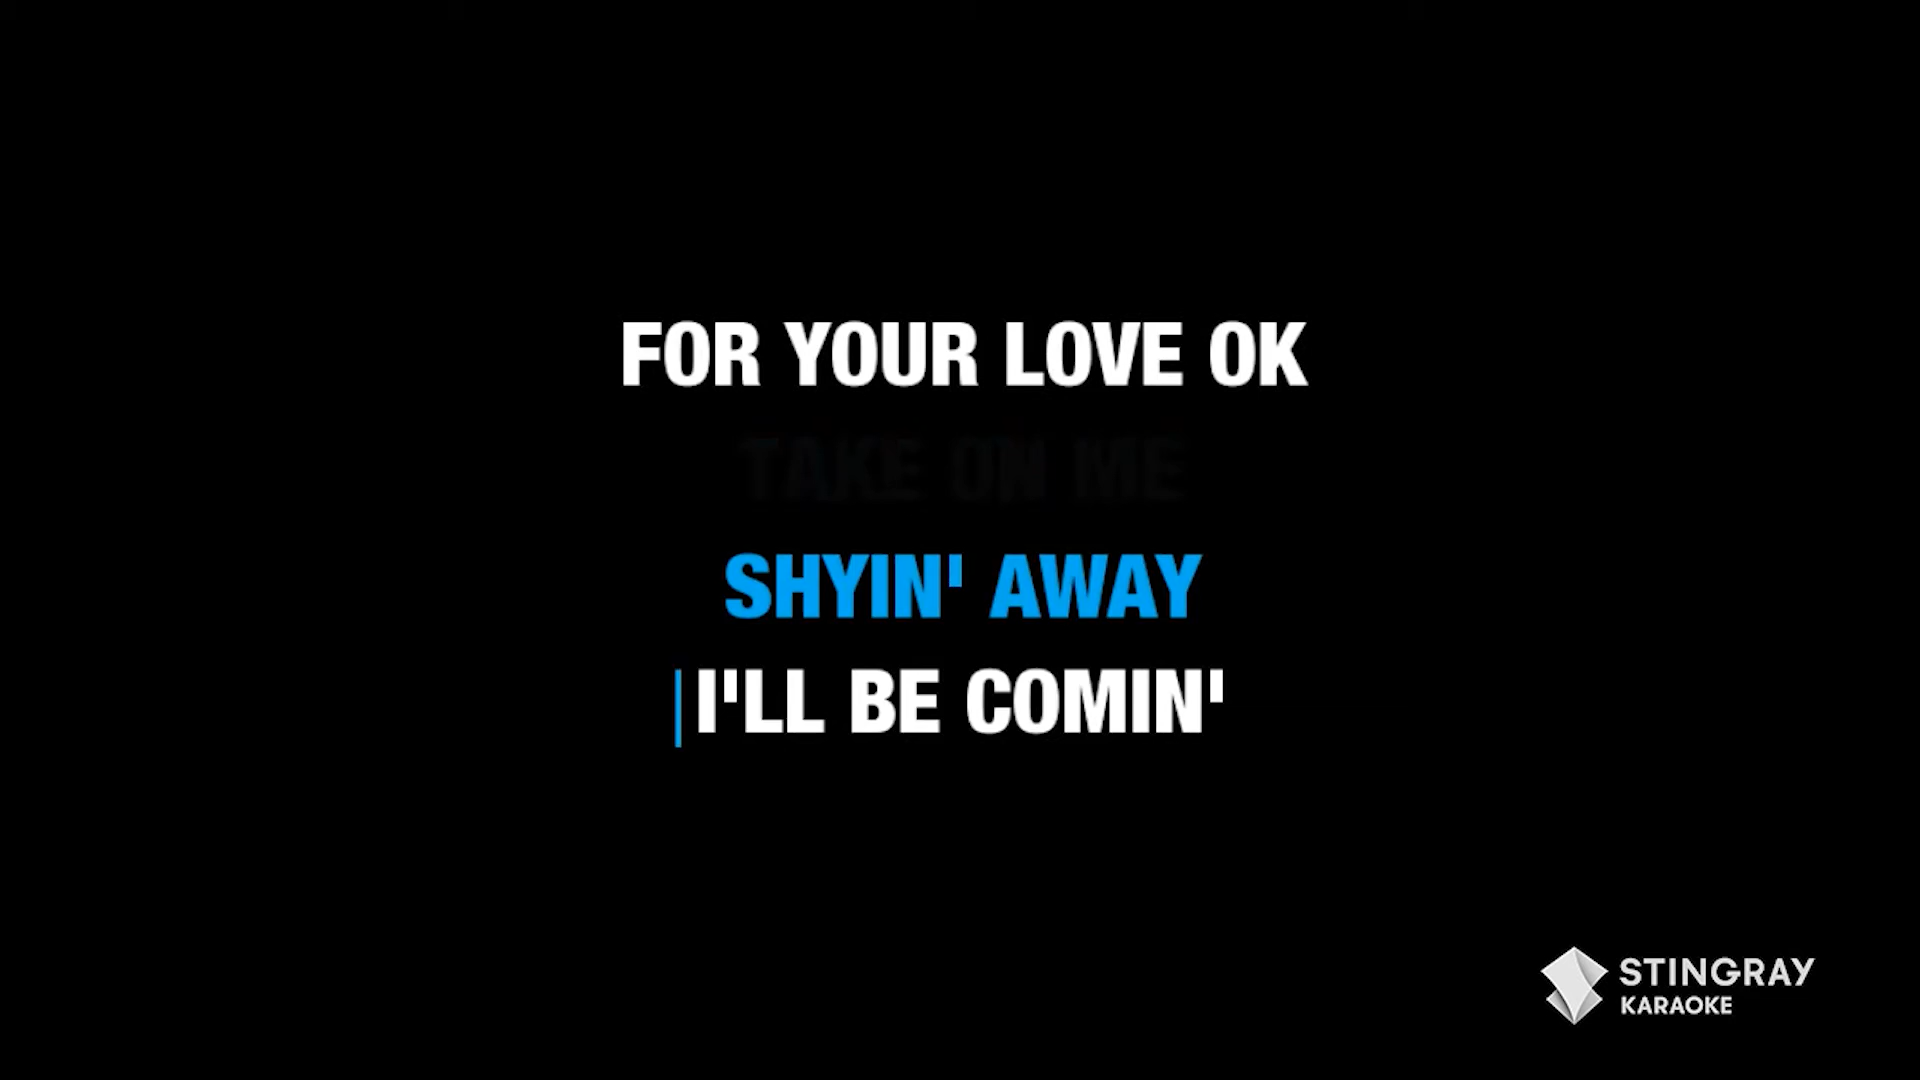 FOR YOUR LOVE OK
TAKE ON ME
SHYIN' AWAY
I'LL BE COMIN'
STINGRAY
KARAOKE